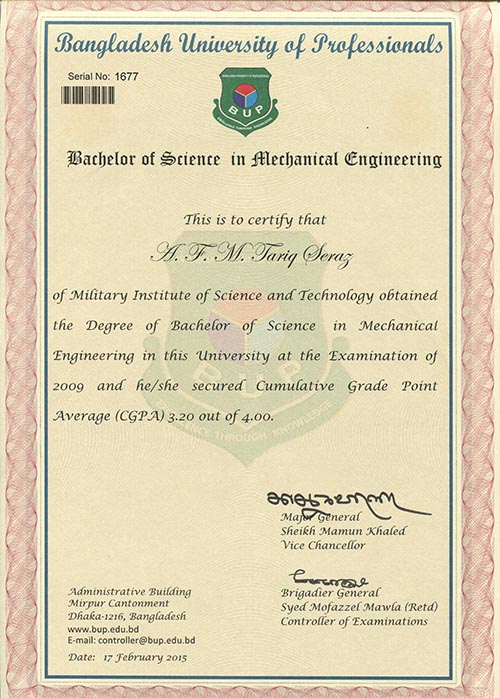 Bangladesh University of Professionals
Serial No: 1677
BUP
Bachelor of Science in Mechanical Engineering
This is to certify that
A. F. M. Tariq Seraz
of Military Institute of Science and Technology obtained
the Degree of Bachelor of Science in Mechanical
Engineering in this University at the Examination of
2009 and he/she secured Cumulative Grade Point
Average (CGPA) 3.20 out of 4.00.
BUP
EXCELLENCE THROUGH KNOWLEDGE
Major General
Sheikh Mamun Khaled
Vice Chancellor
Brigadier General
Syed Mofazzel Mawla (Retd)
Controller of Examinations
Administrative Building
Mirpur Cantonment
Dhaka-1216, Bangladesh
www.bup.edu.bd
E-mail: controller@bup.edu.bd
Date: 17 February 2015